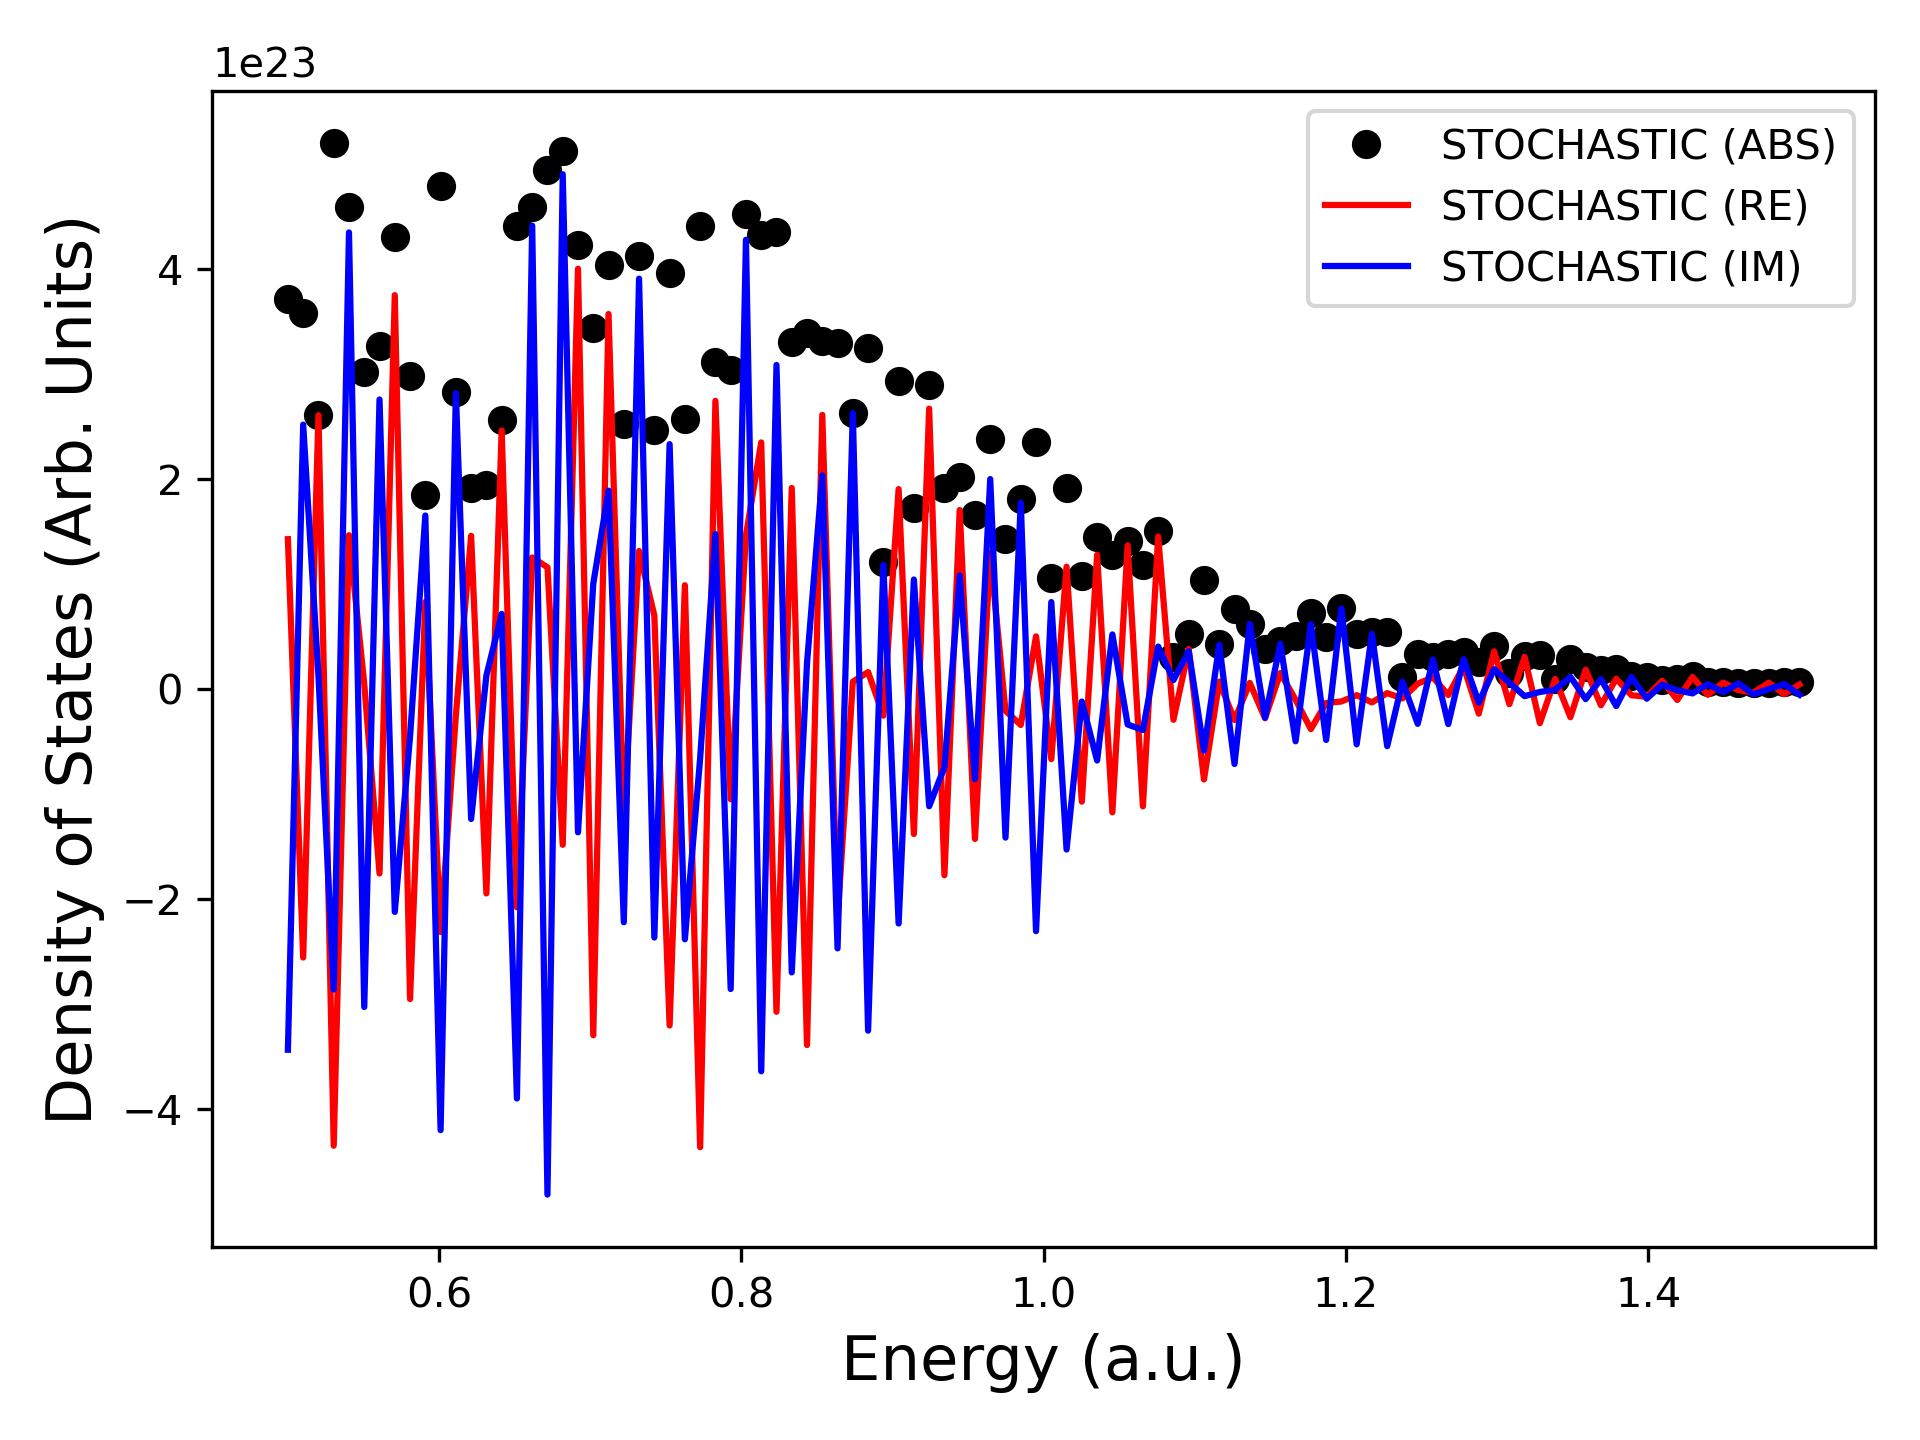 1e23
STOCHASTIC (ABS)
STOCHASTIC (RE)
STOCHASTIC (IM)
4
2
0
−2
−4
Density of States (Arb. Units)
0.6 0.8 1.0 1.2 1.4
Energy (a.u.)